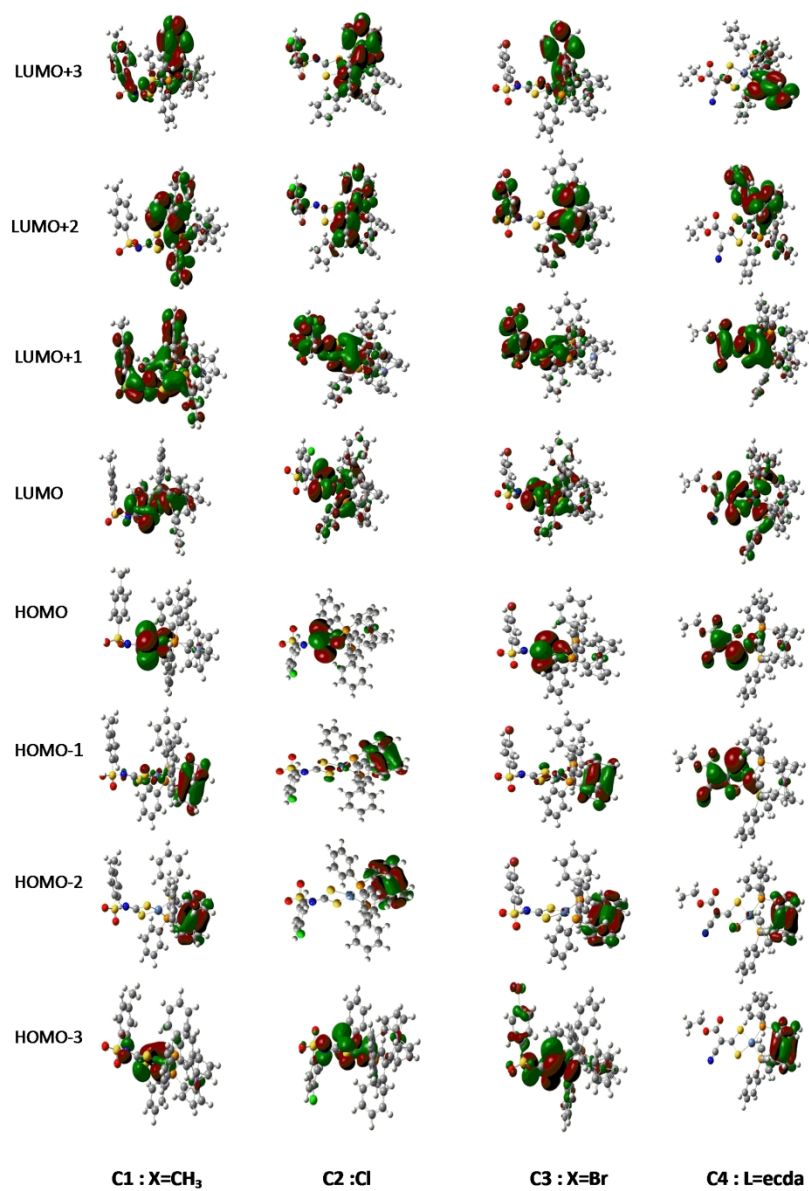 LUMO+3
LUMO+2
LUMO+1
LUMO
HOMO
HOMO-1
HOMO-2
HOMO-3
C1 : X=CH₃ C2 :Cl C3 : X=Br C4 : L=ecda